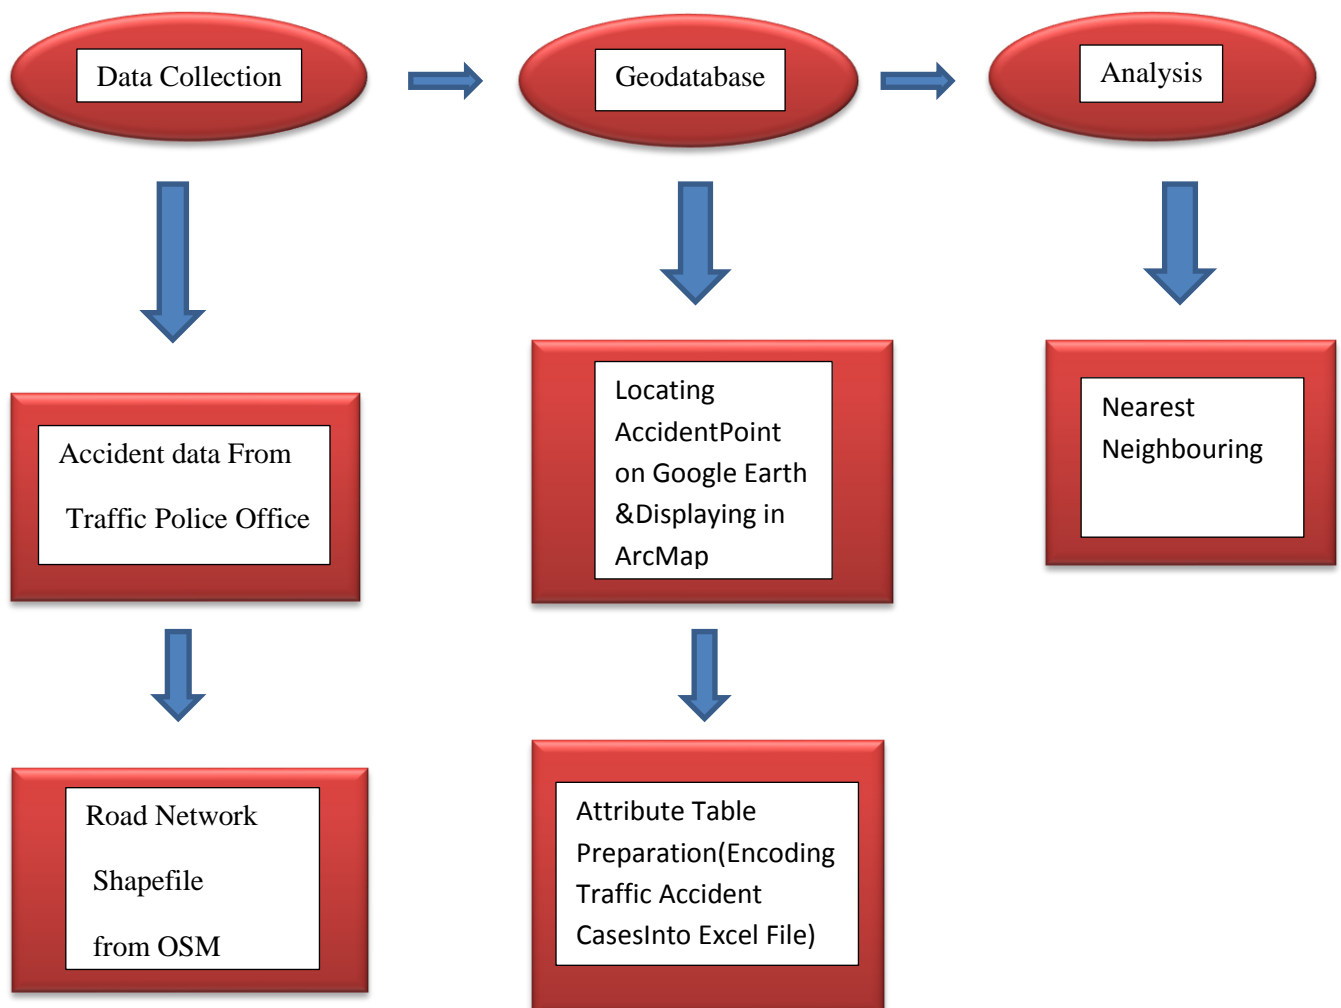 Data Collection
Geodatabase
Analysis
Accident data From
Traffic Police Office
Road Network
Shapefile
from OSM
Locating
AccidentPoint
on Google Earth
&Displaying in
ArcMap
Attribute Table
Preparation(Encoding
Traffic Accident
CasesInto Excel File)
Nearest
Neighbouring